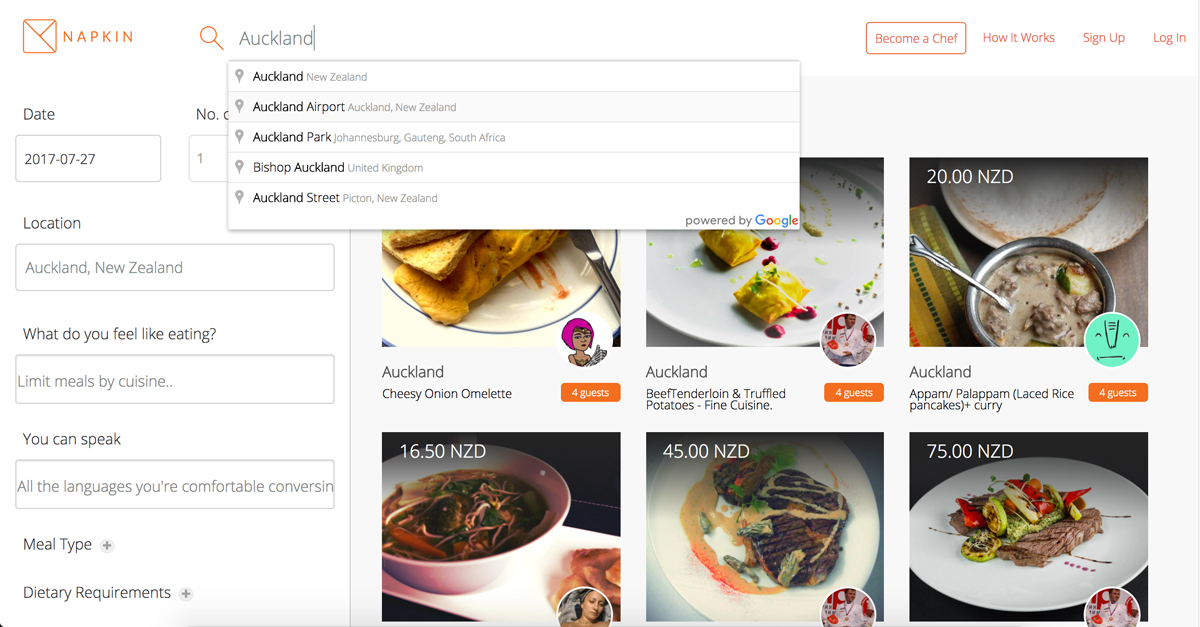 NAPKIN
Auckland
Become a Chef
How It Works
Sign Up
Log In
Auckland New Zealand
Auckland Airport Auckland, New Zealand
Auckland Park Johannesburg, Gauteng, South Africa
Bishop Auckland United Kingdom
Auckland Street Picton, New Zealand
powered by Google
Date
No.
2017-07-27
1
Location
Auckland, New Zealand
What do you feel like eating?
Limit meals by cuisine..
You can speak
All the languages you're comfortable conversin
Meal Type +
Dietary Requirements +
Auckland
Cheesy Onion Omelette
4 guests
Auckland
BeefTenderloin & Truffled
Potatoes - Fine Cuisine.
4 guests
20.00 NZD
Auckland
Appam/ Palappam (Laced Rice
pancakes)+ curry
4 guests
16.50 NZD
45.00 NZD
75.00 NZD